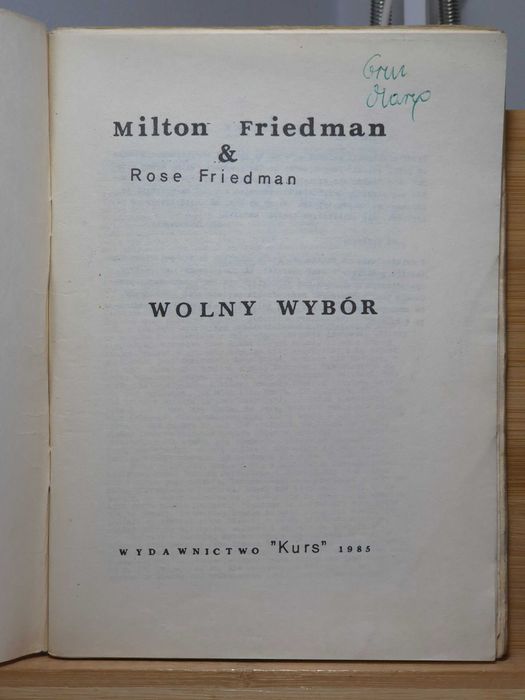 Milton Friedman
&
Rose Friedman
WOLNY WYBÓR
WYDAWNICTWO "Kurs" 1985